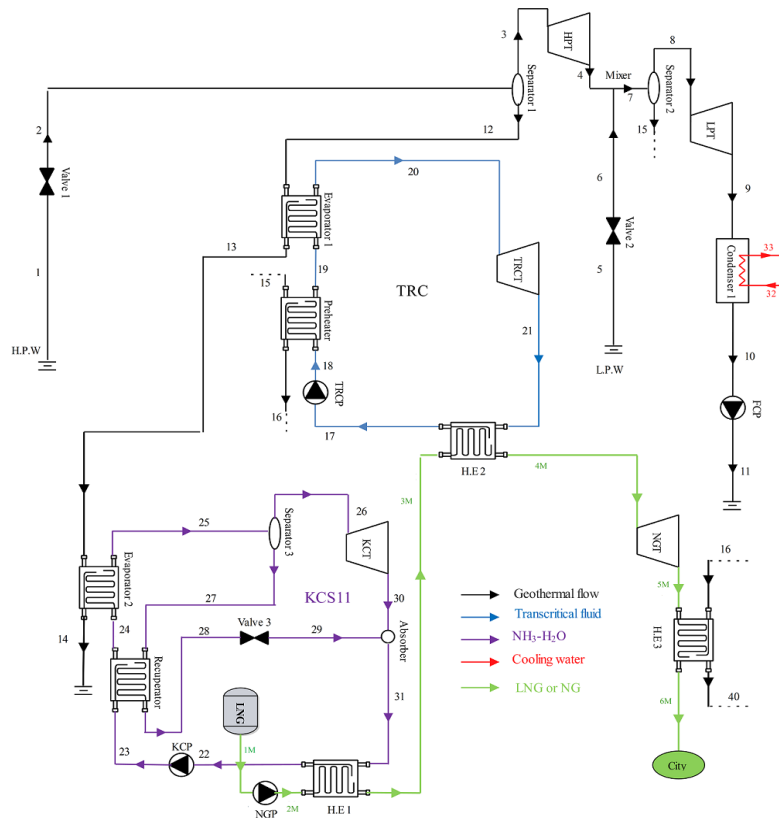 3
HPT
8
Separator 1
4
Mixer
7
Separator 2
2
12
15
LPT
Valve 1
20
6
9
Evaporator 1
Valve 2
13
TRCT
33
1
19
5
Condenser 1
15
TRC
32
Preheater
21
H.P.W
18
L.P.W
10
TRCP
16
17
FCP
H.E 2
11
4M
3M
26
25
Separator 3
KCT
NGT
16
Evaporator 2
5M
KCS11
30
Geothermal flow
27
Absorber
Transcritical fluid
14
24
28
Valve 3
29
NH₃-H₂O
H.E 3
Recuperator
Cooling water
31
LNG or NG
40
LNG
6M
23
KCP
22
1M
City
NGP
2M
H.E 1